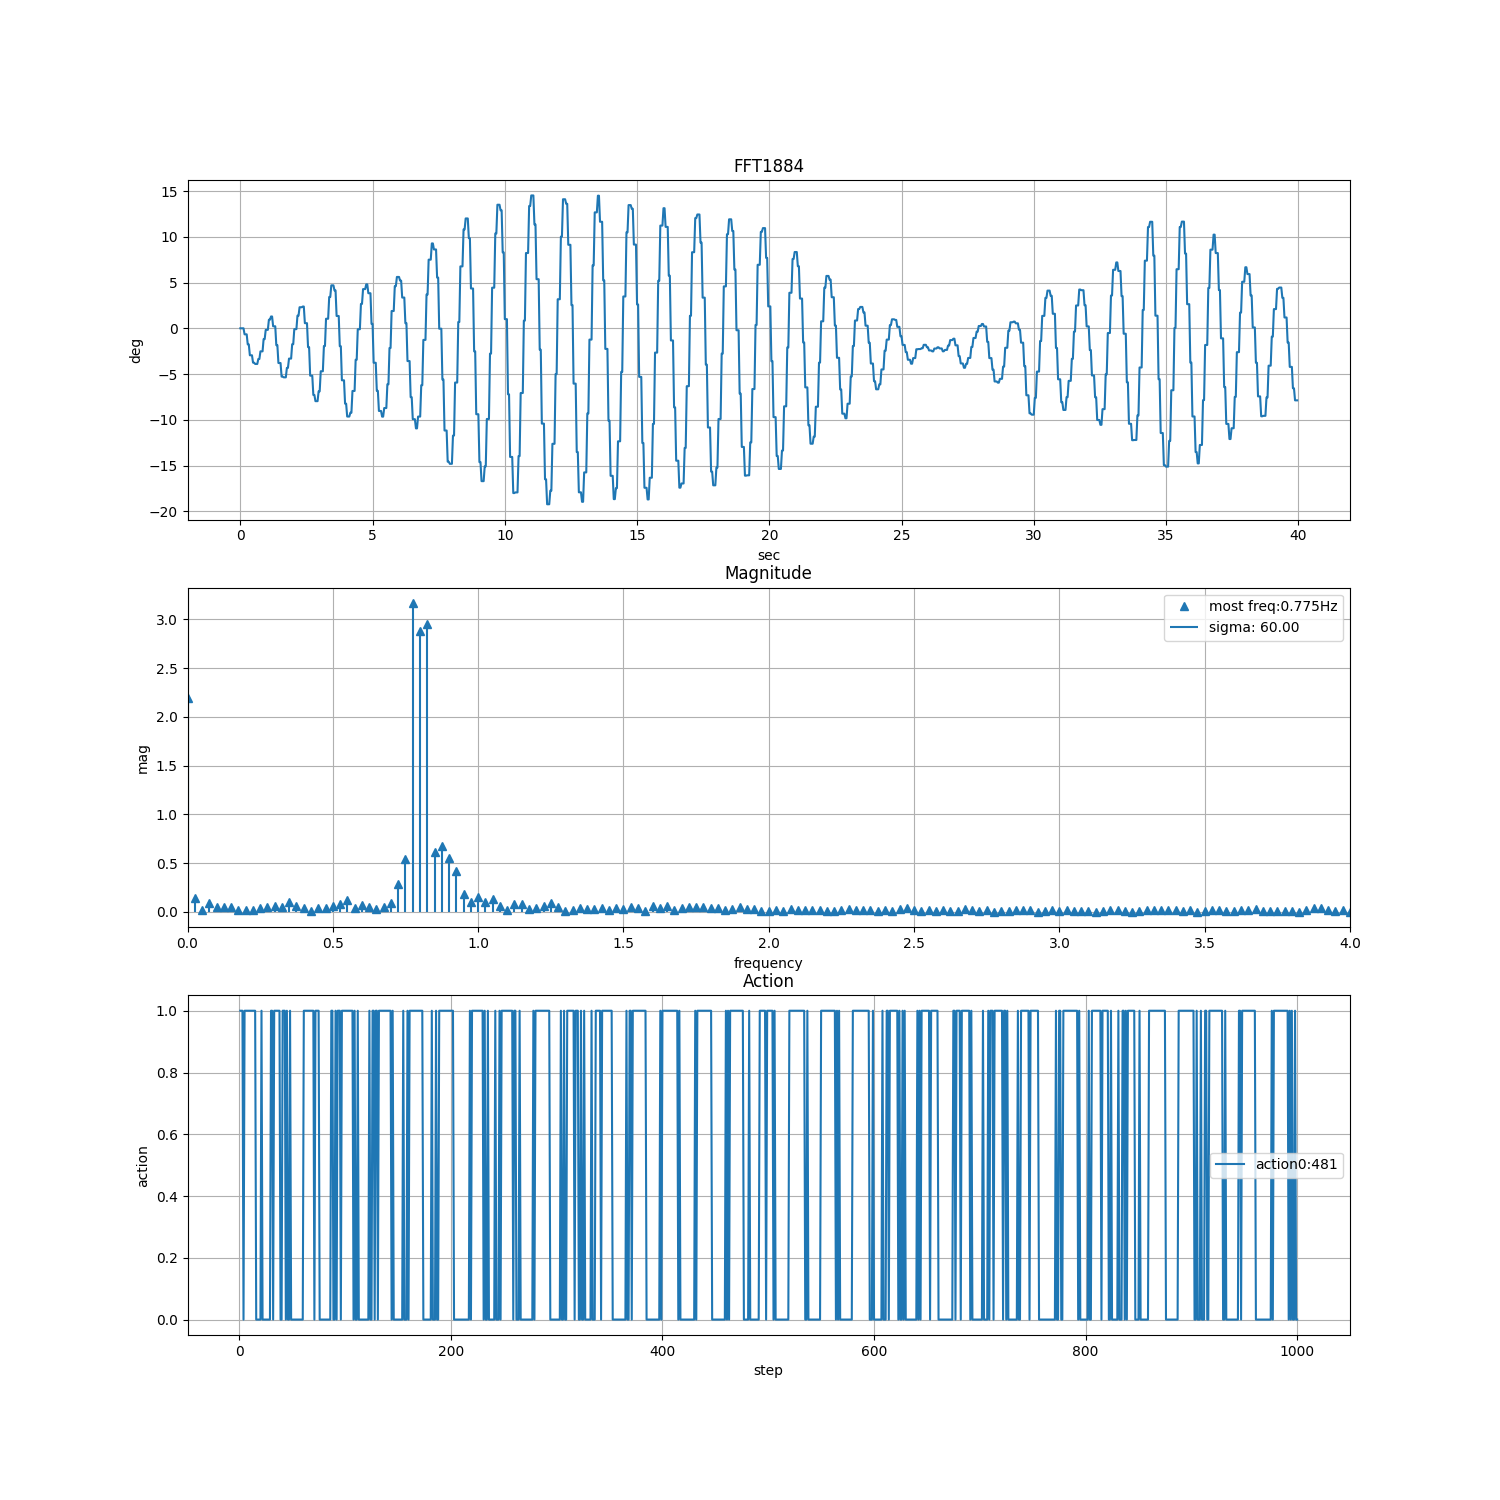 FFT1884
15
10
5
0
−5
−10
−15
−20
deg
0 5 10 15 20 25 30 35 40
sec
Magnitude
most freq:0.775Hz
sigma: 60.00
3.0
2.5
2.0
1.5
1.0
0.5
0.0
mag
0.0 0.5 1.0 1.5 2.0 2.5 3.0 3.5 4.0
frequency
Action
1.0
0.8
0.6
0.4
0.2
0.0
action
action0:481
0 200 400 600 800 1000
step